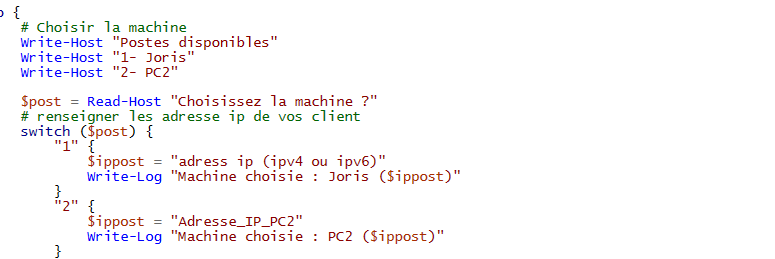 o {
# Choisir la machine
Write-Host "Postes disponibles"
Write-Host "1- Joris"
Write-Host "2- PC2"
$post = Read-Host "Choisissez la machine ?"
# renseigner les adresse ip de vos client
switch ($post) {
"1" {
$ippost = "adress ip (ipv4 ou ipv6)"
Write-Log "Machine choisie : Joris ($ippost)"
}
"2" {
$ippost = "Adresse_IP_PC2"
Write-Log "Machine choisie : PC2 ($ippost)"
}